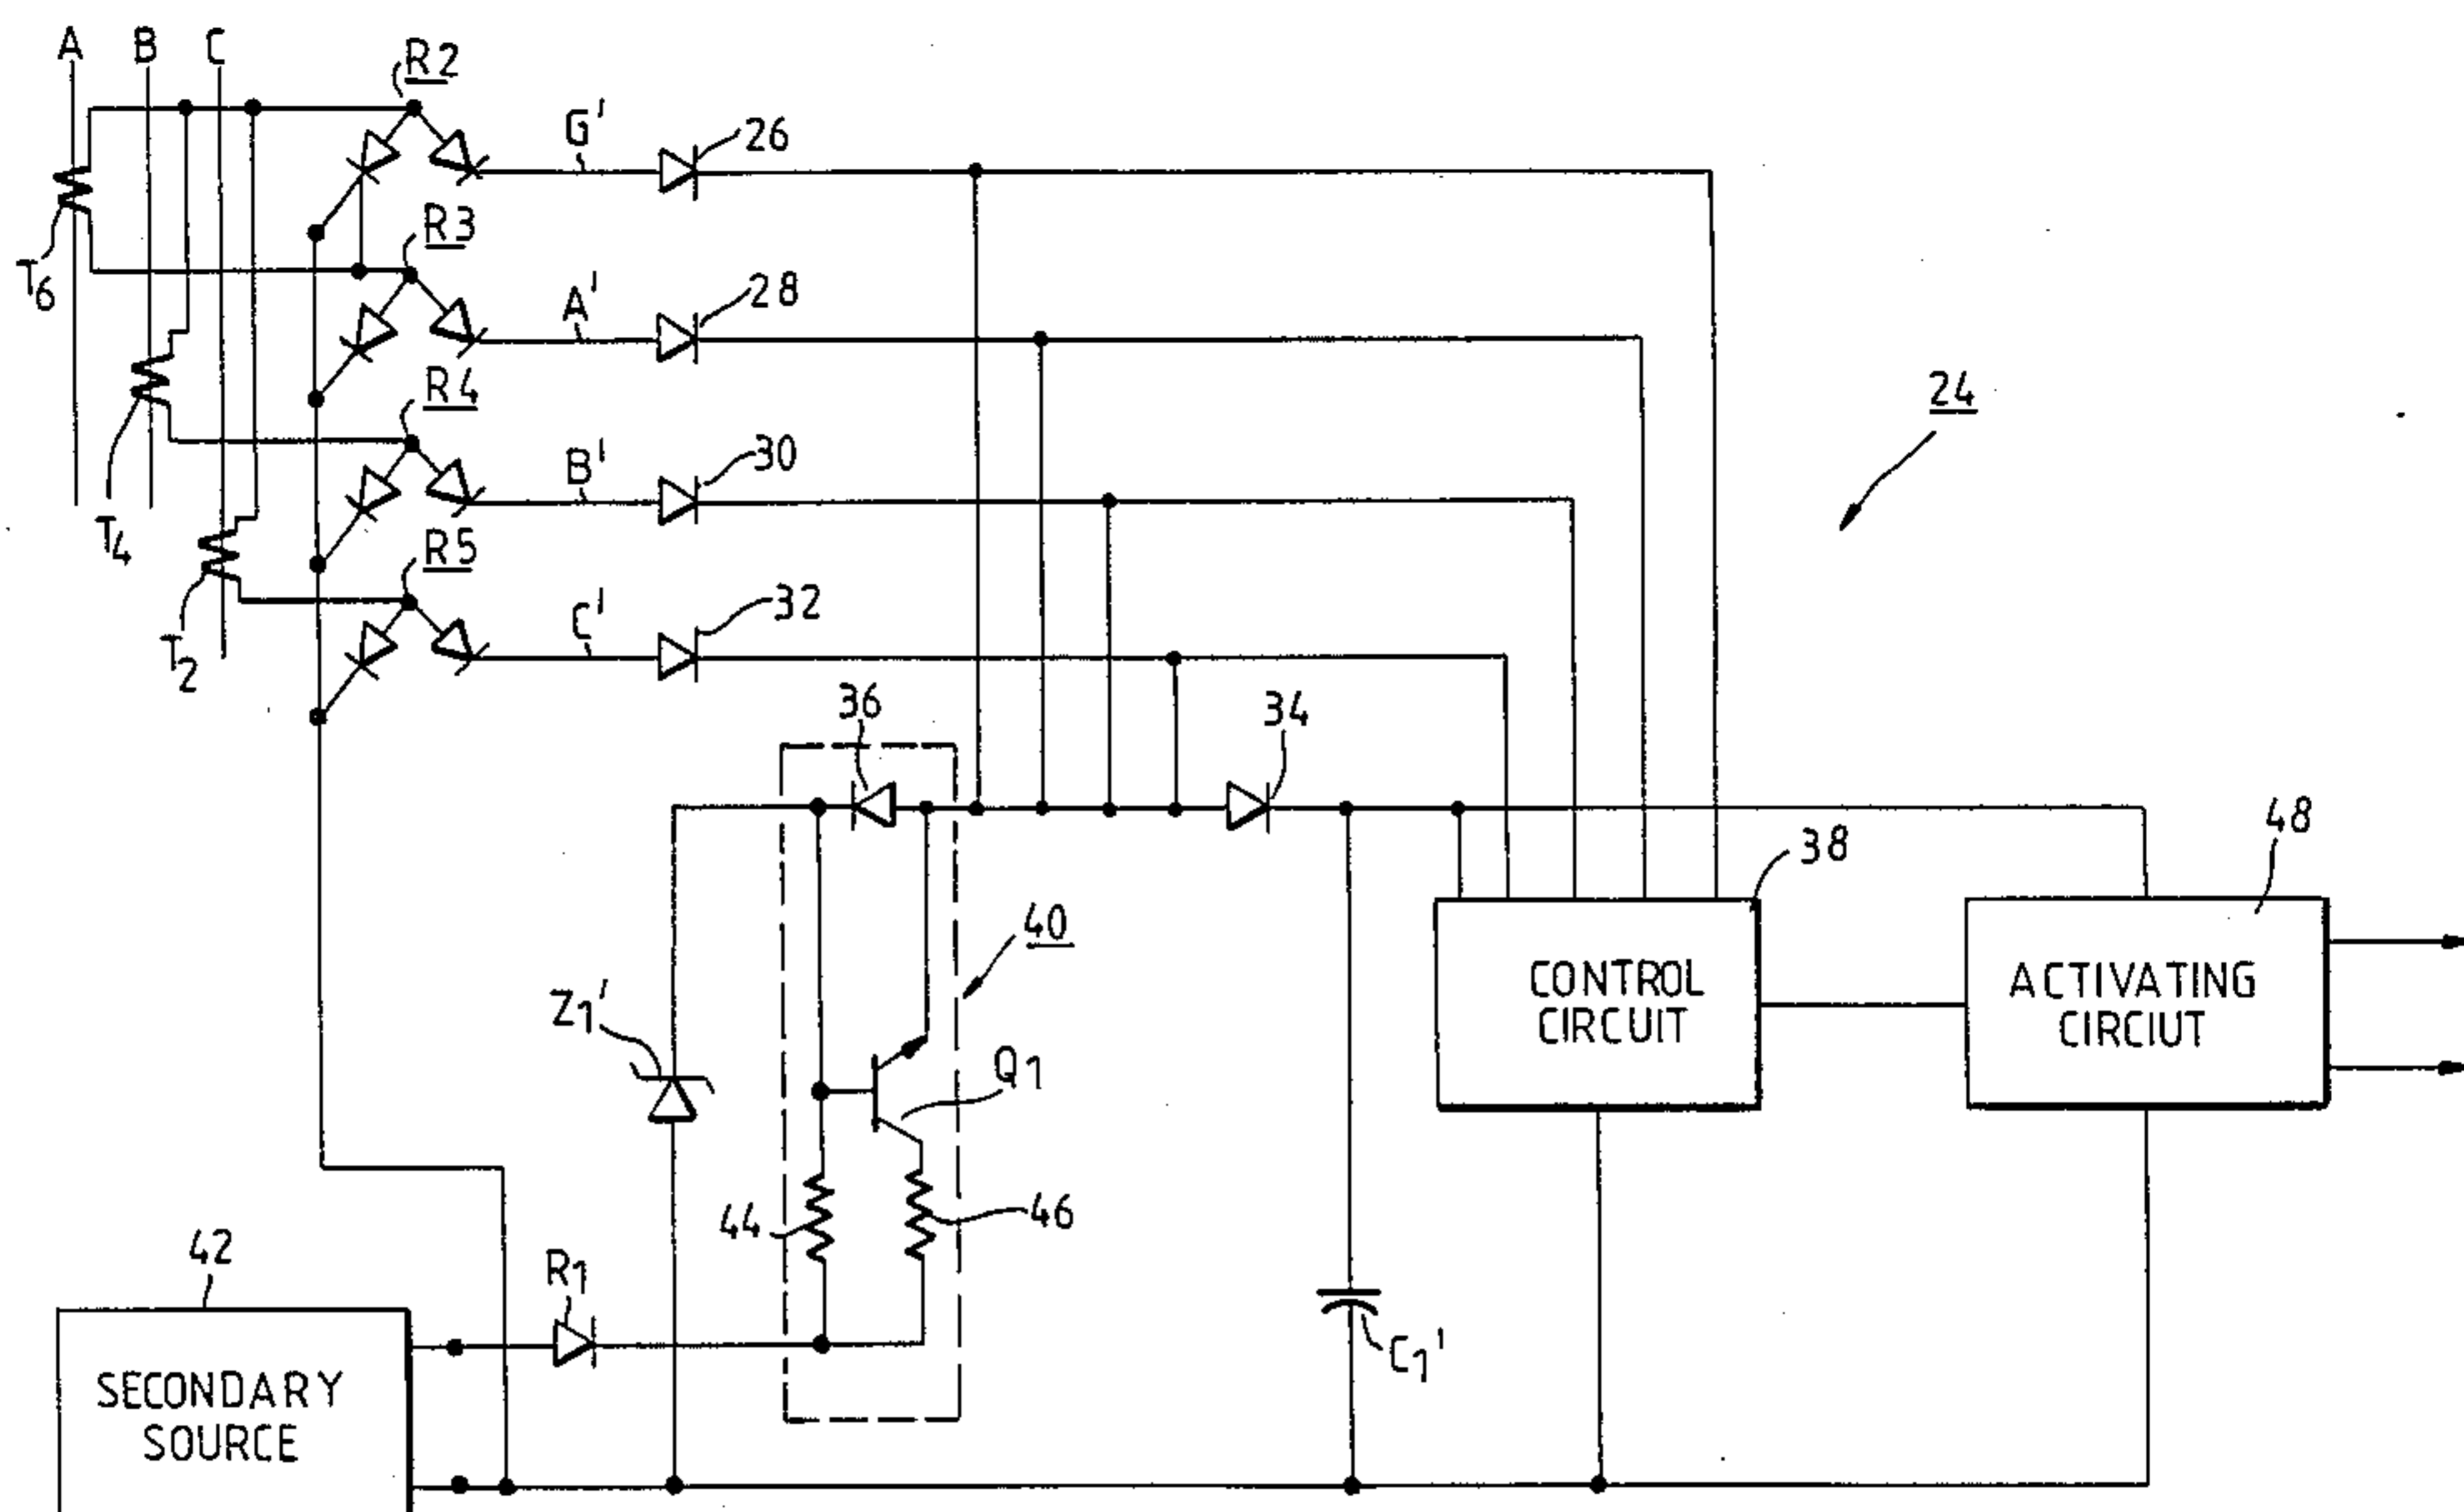 A B C
R2
G'
26
R3
T6
A'
28
R4
24
B'
30
T4
R5
C'
32
T2
36
34
48
38
40
CONTROL
CIRCUIT
ACTIVATING
CIRCIUT
Z1'
Q1
44
46
42
R1
C1'
SECONDARY
SOURCE